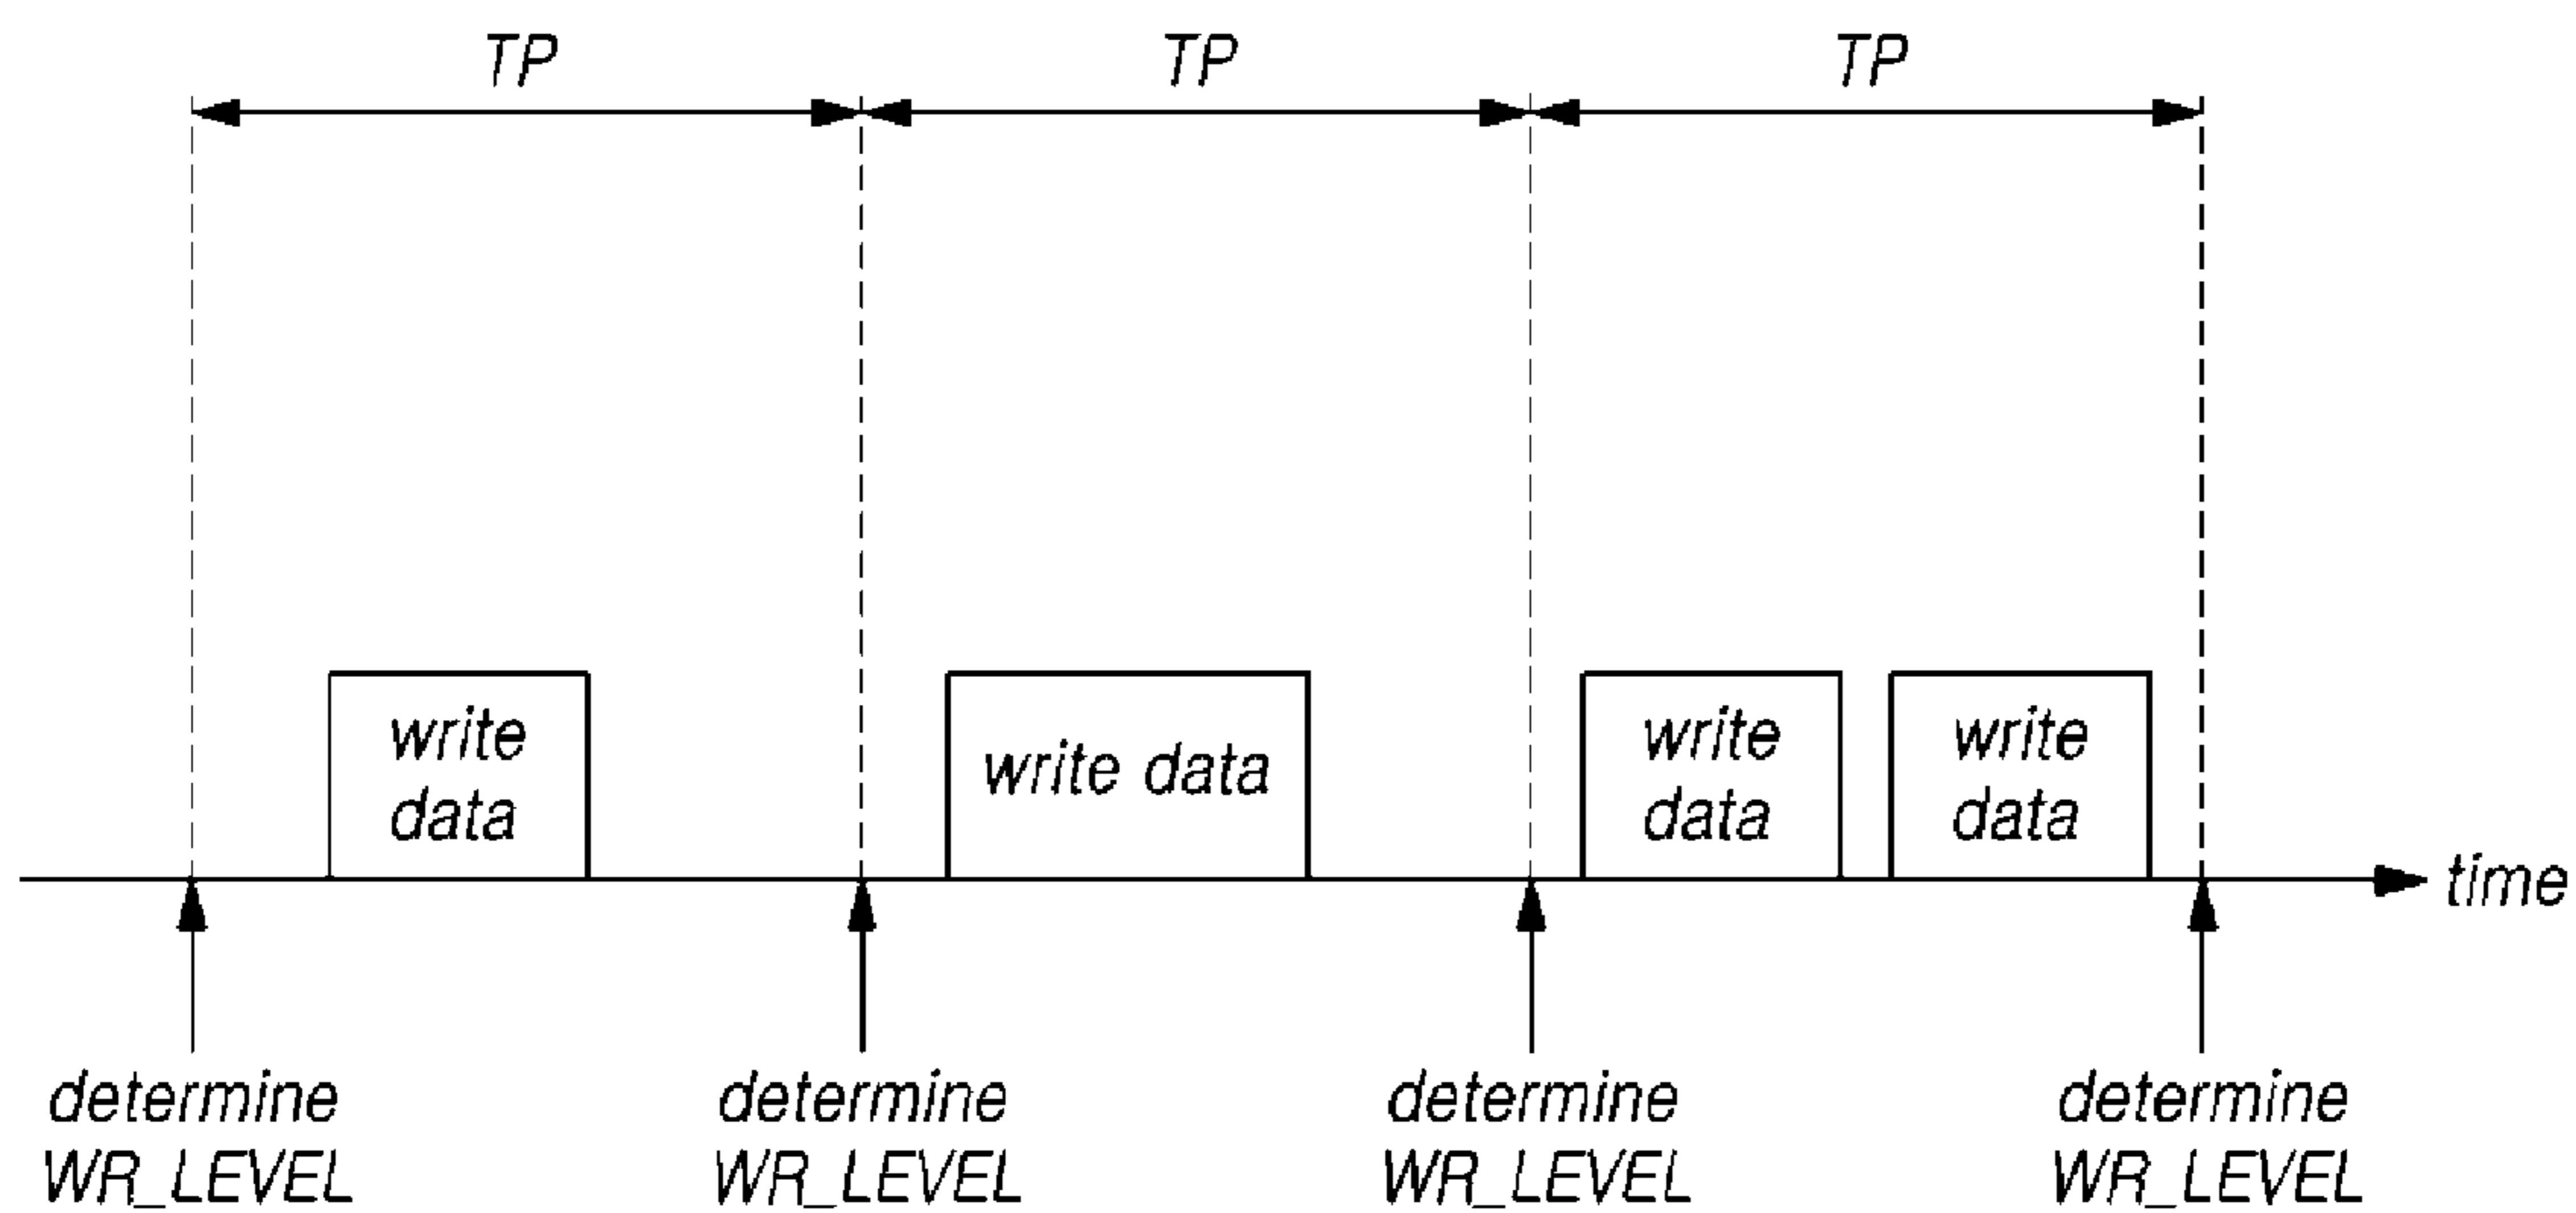 TP
TP
TP
write
data
write data
write
data
write
data
time
determine
WR_LEVEL
determine
WR_LEVEL
determine
WR_LEVEL
determine
WR_LEVEL